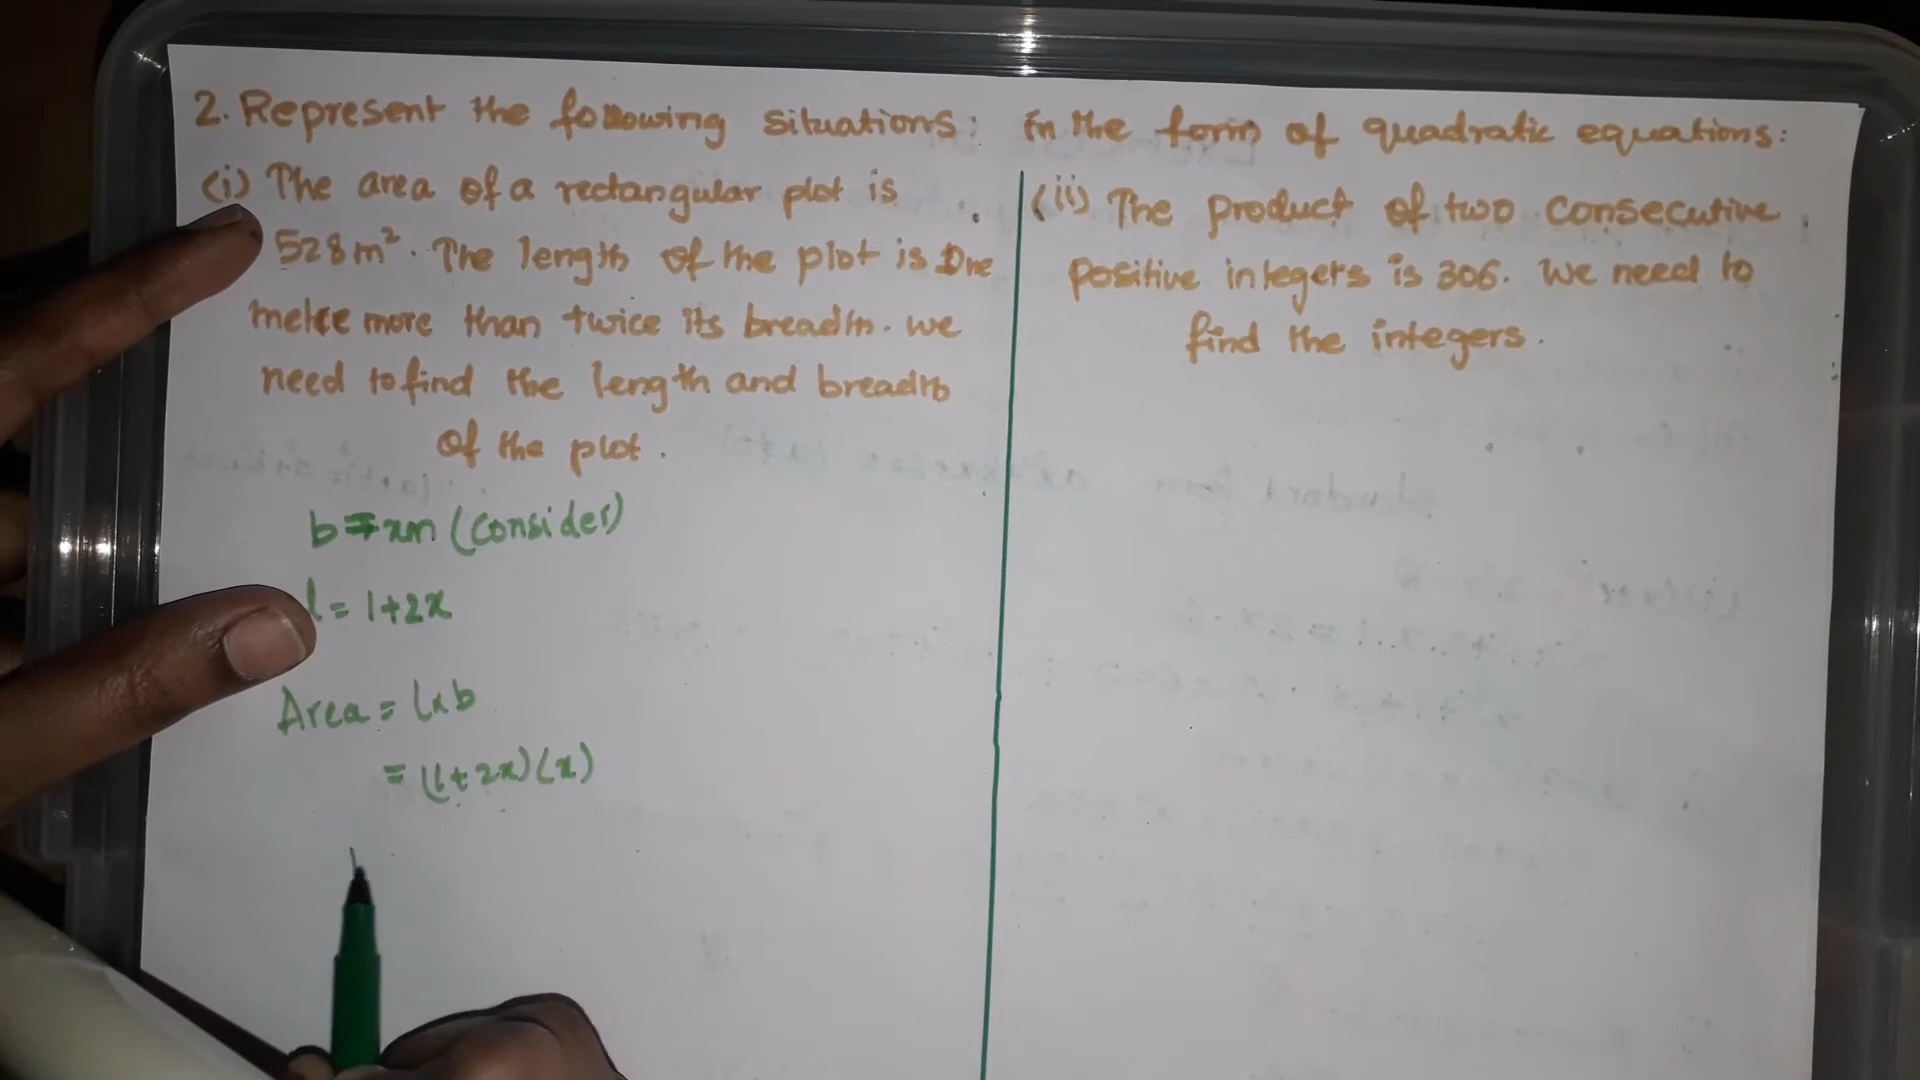 2. Represent the following situations: in the form of quadratic equations:
(i) The area of a rectangular plot is
528m². The length of the plot is One
metre more than twice its breadth. we
need to find the length and breadth
of the plot.
b = xm (consider)
l = 1+2x
Area = l×b
= (1+2x)(x)
(ii) The product of two consecutive
positive integers is 306. We need to
find the integers.